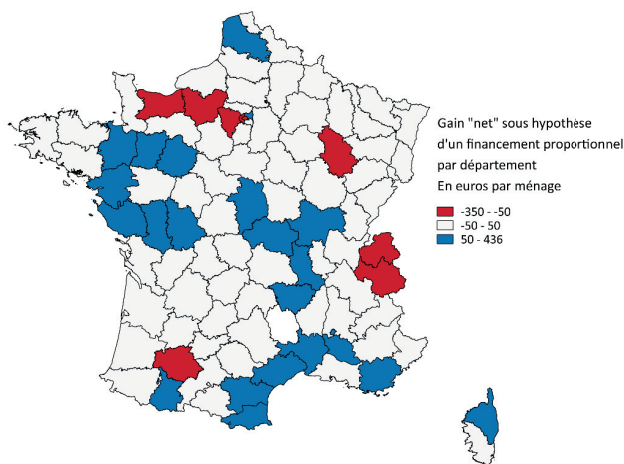 Gain "net" sous hypothèse
d'un financement proportionnel
par département
En euros par ménage
-350 - -50
-50 - 50
50 - 436